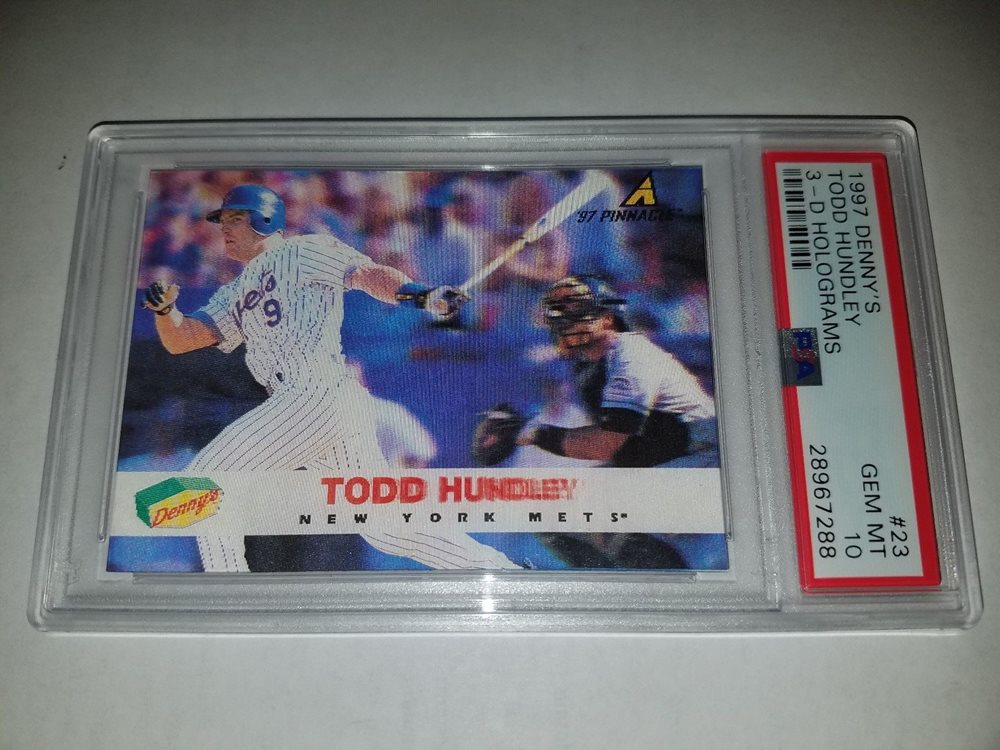 '97 PINNACLE
Mets
9
Denny's
TODD HUNDLEY
NEW YORK METS
1997 DENNY'S
TODD HUNDLEY
3-D HOLOGRAMS
#23
GEM MT
10
PSA
28967288